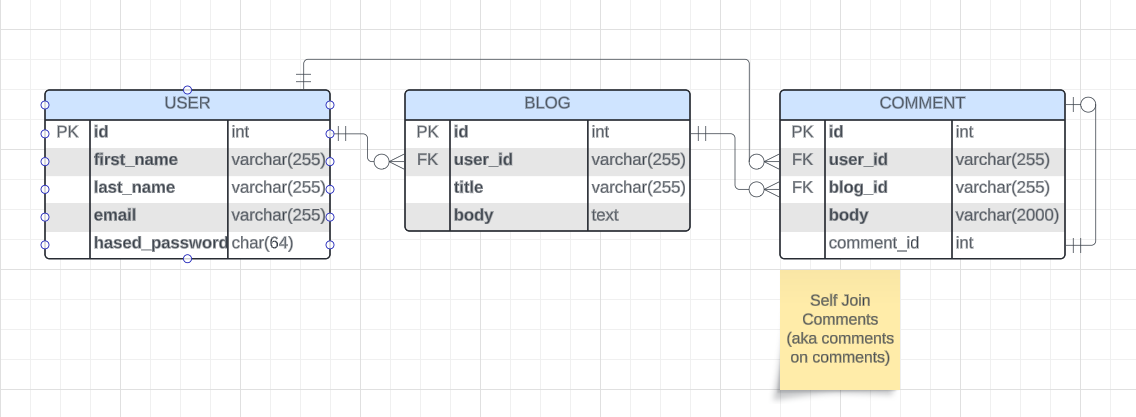 USER
PK id int
first_name varchar(255)
last_name varchar(255)
email varchar(255)
hased_password char(64)
BLOG
PK id int
FK user_id varchar(255)
title varchar(255)
body text
COMMENT
PK id int
FK user_id varchar(255)
FK blog_id varchar(255)
body varchar(2000)
comment_id int
Self Join
Comments
(aka comments
on comments)